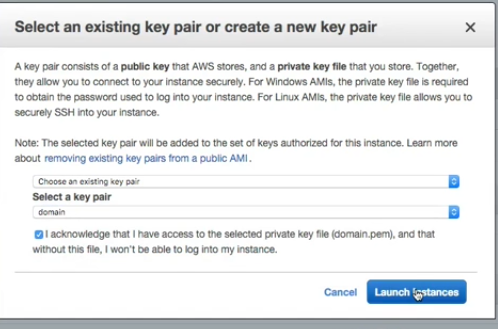 Select an existing key pair or create a new key pair
×
A key pair consists of a public key that AWS stores, and a private key file that you store. Together,
they allow you to connect to your instance securely. For Windows AMIs, the private key file is required
to obtain the password used to log into your instance. For Linux AMIs, the private key file allows you to
securely SSH into your instance.
Note: The selected key pair will be added to the set of keys authorized for this instance. Learn more
about removing existing key pairs from a public AMI.
Choose an existing key pair
Select a key pair
domain
I acknowledge that I have access to the selected private key file (domain.pem), and that
without this file, I won't be able to log into my instance.
Cancel Launch Instances